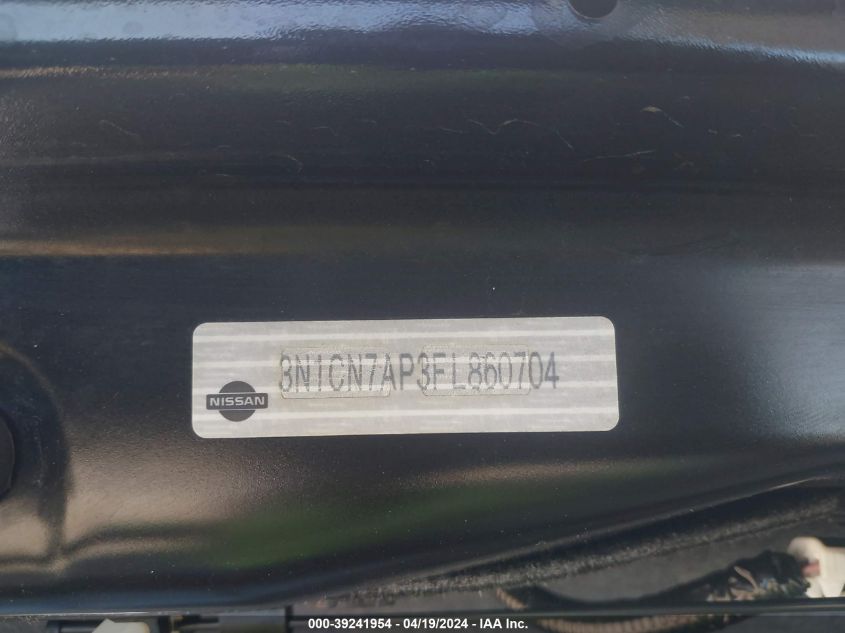 3N1CN7AP3FL860704
NISSAN
000-39241954 - 04/19/2024 - IAA Inc.